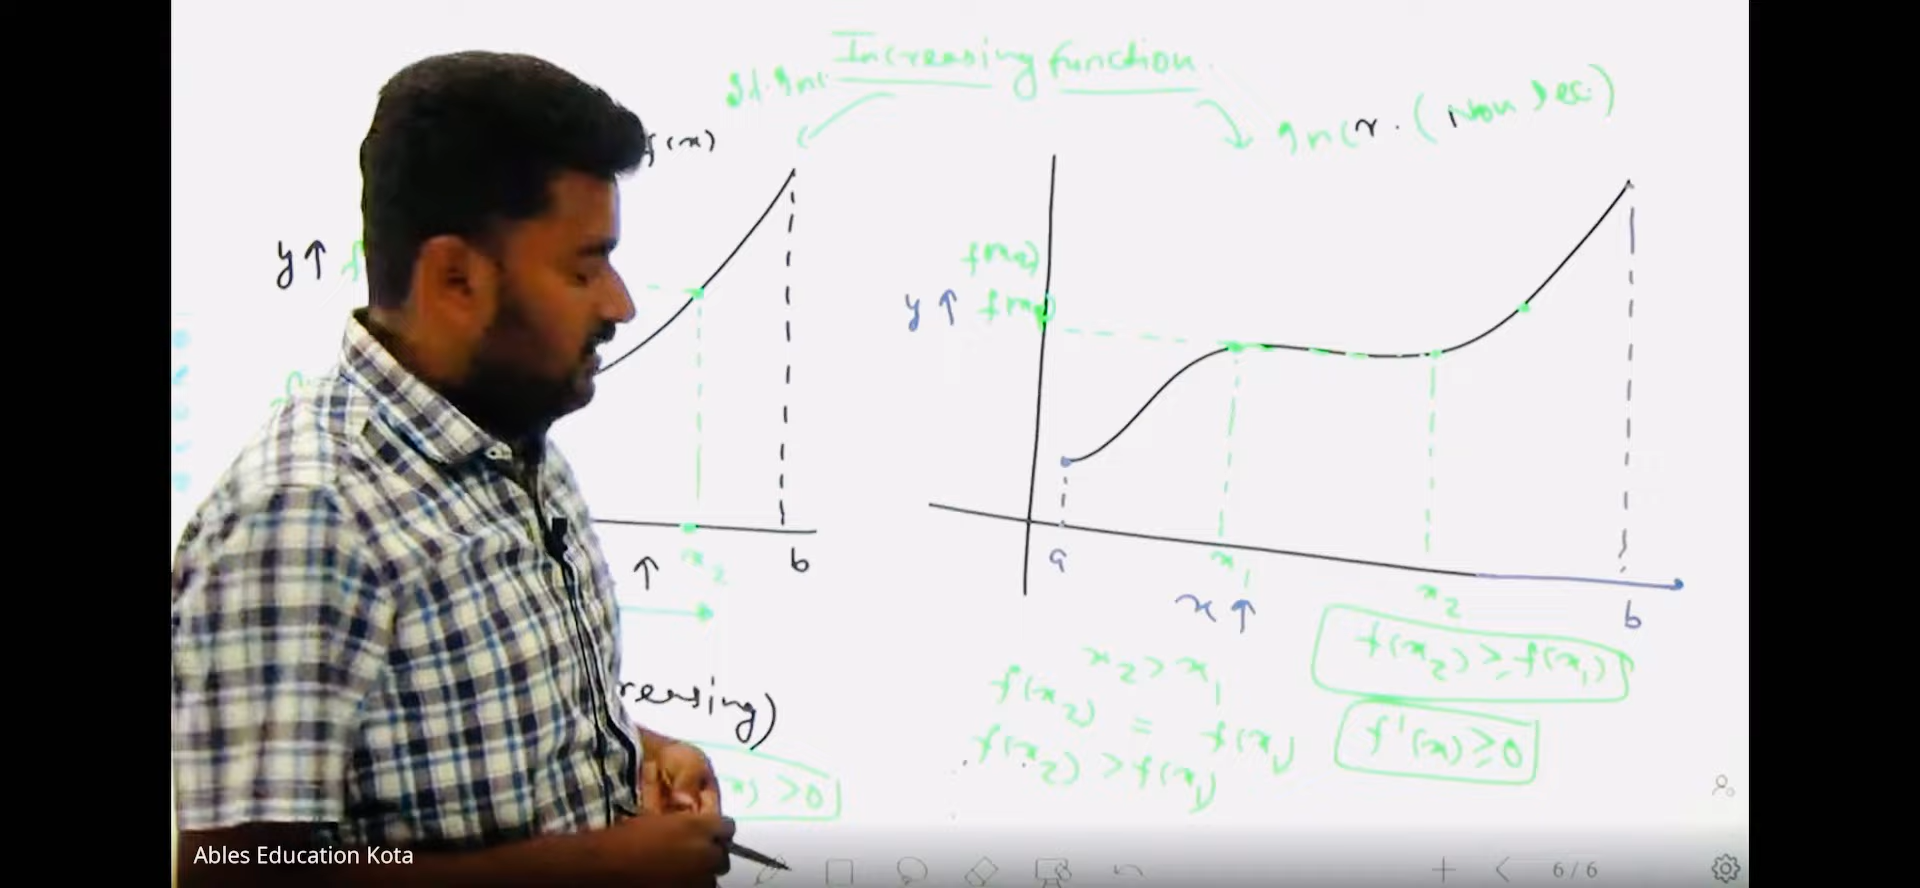 Increasing function.
St. Inc.
Incr. (Non Dec.)
f(x)
y↑
f(x2)
y↑ f(x1)
x2
b
↑
a
x1
x2
b
x↑
x2 > x1
f(x2) ≥ f(x1)
f(x2) = f(x1)
reasing)
f(x2) > f(x1)
f'(x) ≥ 0
x) > 0
Ables Education Kota
6/6